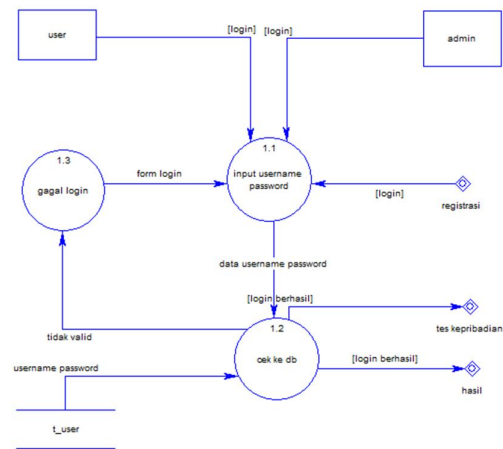 user
admin
[login]
[login]
1.3
gagal login
form login
1.1
input username
password
[login]
registrasi
data username password
[login berhasil]
tes kepribadian
tidak valid
1.2
cek ke db
[login berhasil]
hasil
username password
t_user